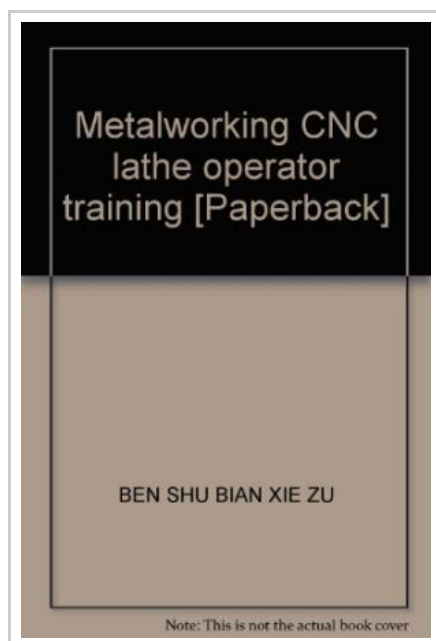 Metalworking CNC
lathe operator
training [Paperback]
BEN SHU BIAN XIE ZU
Note: This is not the actual book cover